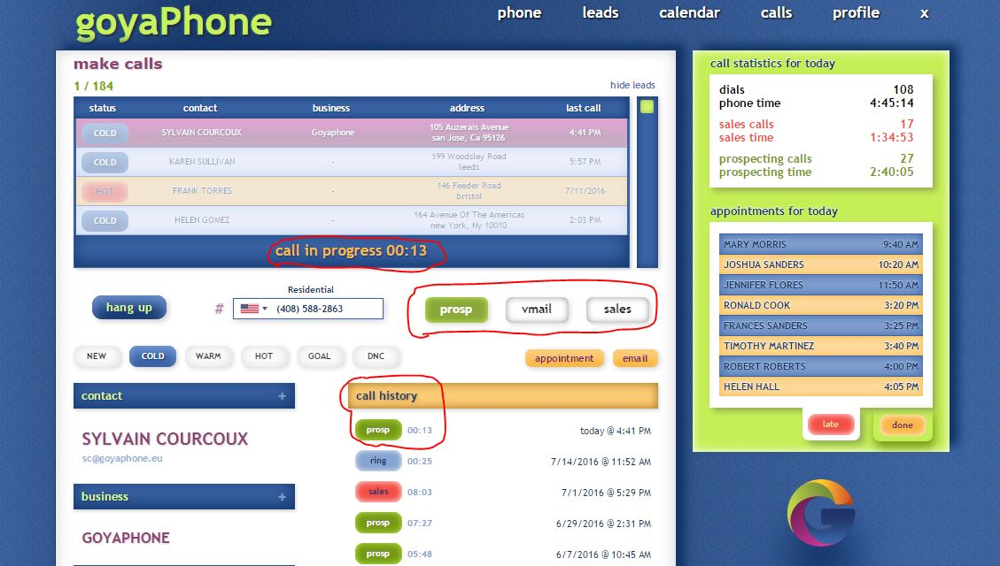 goyaPhone
phone leads calendar calls profile x
make calls
1 / 184
hide leads
status contact business address last call
COLD SYLVAIN COURCOUX Goyaphone 105 Auzerais Avenue 4:41 PM
san Jose, Ca 95126
COLD KAREN SULLIVAN - 199 Woodsley Road 5:57 PM
leeds
HOT FRANK TORRES - 146 Feeder Road 7/11/2016
bristol
COLD HELEN GOMEZ - 164 Avenue Of The Americas 2:03 PM
new York, Ny 10010
call in progress 00:13
Residential
hang up # (408) 588-2863 prosp vmail sales
NEW COLD WARM HOT GOAL DNC appointment email
contact +
SYLVAIN COURCOUX
sc@goyaphone.eu
business +
GOYAPHONE
call history
prosp 00:13 today @ 4:41 PM
ring 00:25 7/14/2016 @ 11:52 AM
sales 08:03 7/1/2016 @ 5:29 PM
prosp 07:27 6/29/2016 @ 2:31 PM
prosp 05:48 6/7/2016 @ 10:45 AM
call statistics for today
dials 108
phone time 4:45:14
sales calls 17
sales time 1:34:53
prospecting calls 27
prospecting time 2:40:05
appointments for today
MARY MORRIS 9:40 AM
JOSHUA SANDERS 10:20 AM
JENNIFER FLORES 11:50 AM
RONALD COOK 3:20 PM
FRANCES SANDERS 3:25 PM
TIMOTHY MARTINEZ 3:40 PM
ROBERT ROBERTS 4:00 PM
HELEN HALL 4:05 PM
late done
G